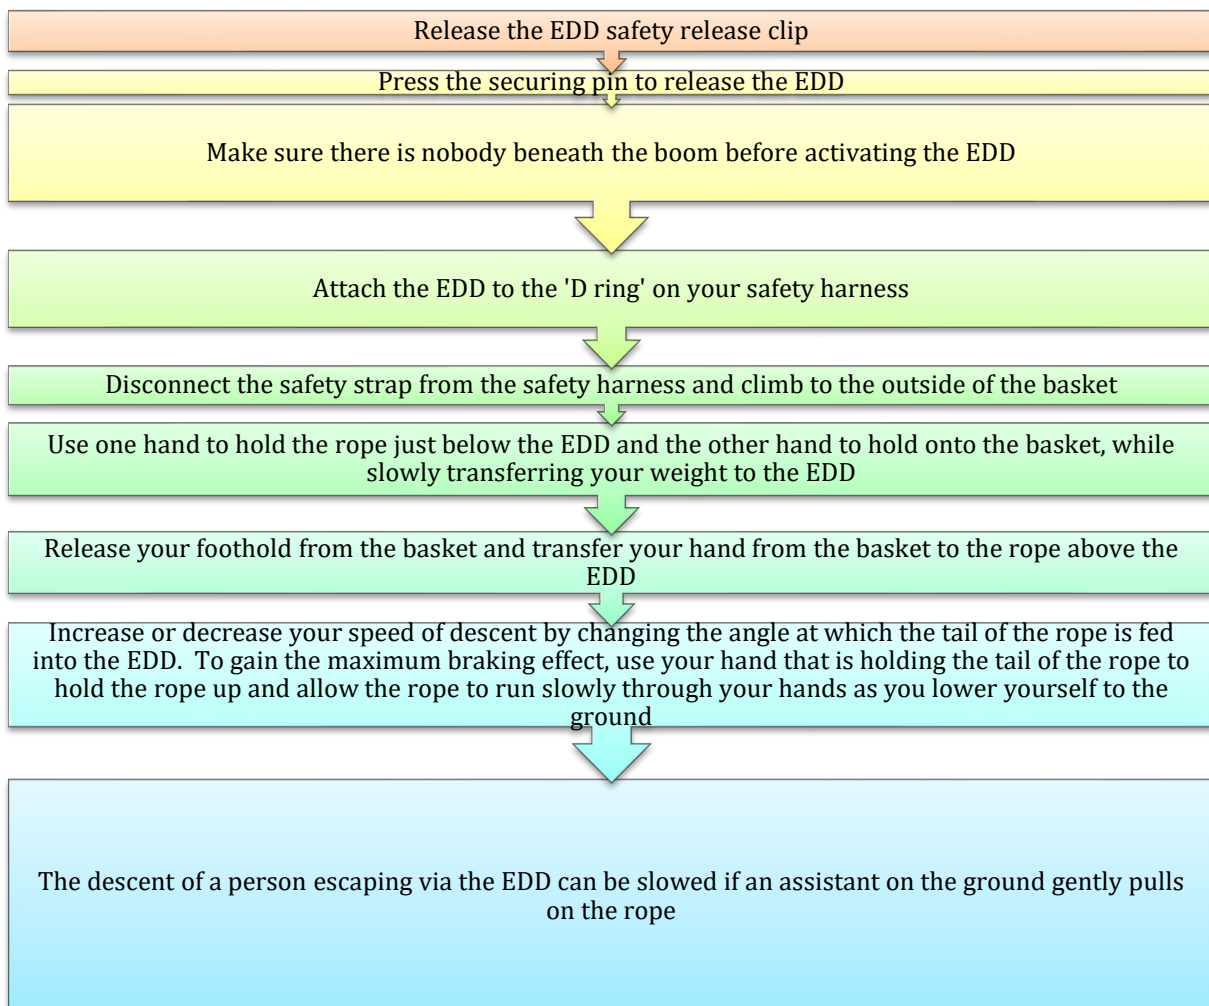 Release the EDD safety release clip
Press the securing pin to release the EDD
Make sure there is nobody beneath the boom before activating the EDD
Attach the EDD to the 'D ring' on your safety harness
Disconnect the safety strap from the safety harness and climb to the outside of the basket
Use one hand to hold the rope just below the EDD and the other hand to hold onto the basket, while
slowly transferring your weight to the EDD
Release your foothold from the basket and transfer your hand from the basket to the rope above the
EDD
Increase or decrease your speed of descent by changing the angle at which the tail of the rope is fed
into the EDD.  To gain the maximum braking effect, use your hand that is holding the tail of the rope to
hold the rope up and allow the rope to run slowly through your hands as you lower yourself to the
ground
The descent of a person escaping via the EDD can be slowed if an assistant on the ground gently pulls
on the rope